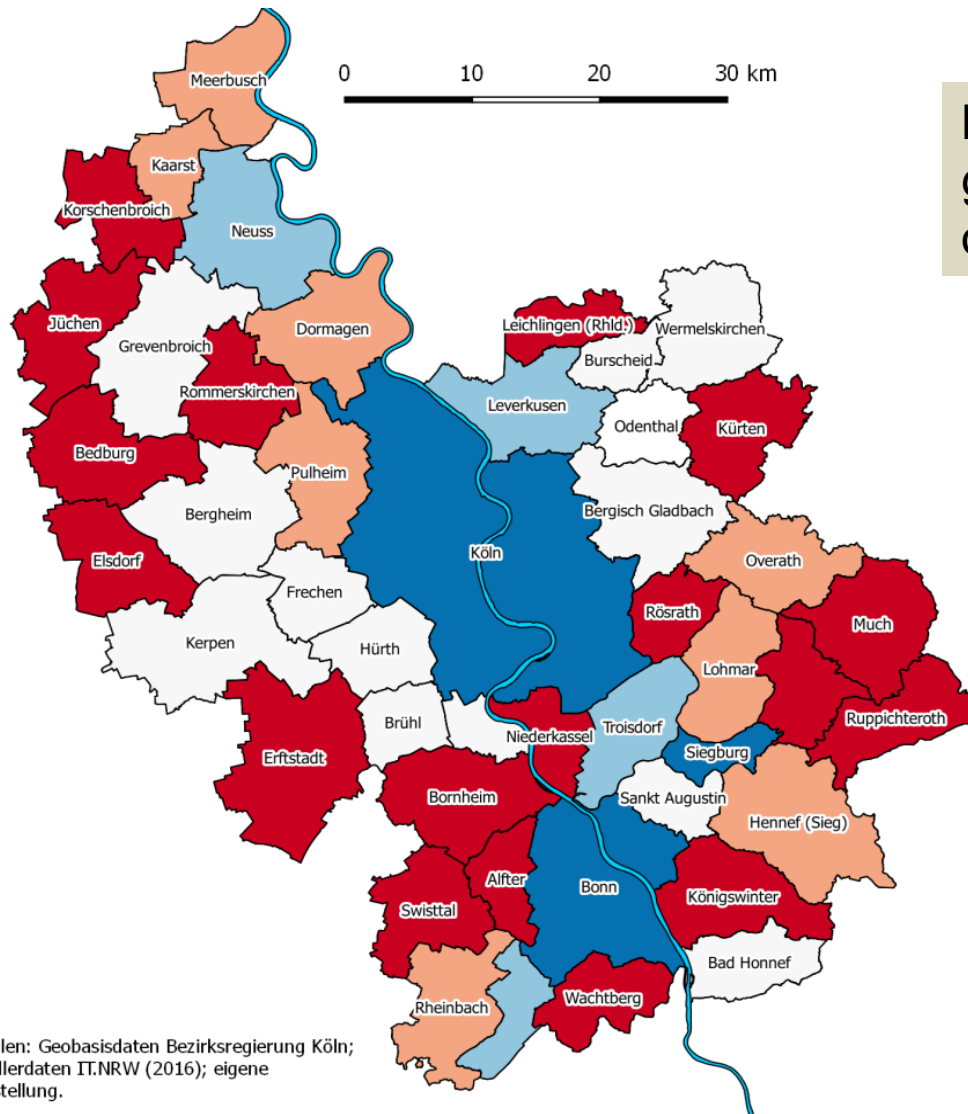 0 10 20 30 km
Meerbusch
Kaarst
Korschenbroich
Neuss
Jüchen
Dormagen
Leichlingen (Rhld.)
Wermelskirchen
Grevenbroich
Burscheid
Rommerskirchen
Leverkusen
Odenthal
Kürten
Bedburg
Pulheim
Bergheim
Bergisch Gladbach
Köln
Elsdorf
Overath
Frechen
Rösrath
Much
Kerpen
Hürth
Lohmar
Ruppichteroth
Brühl
Niederkassel
Troisdorf
Erftstadt
Siegburg
Bornheim
Sankt Augustin
Hennef (Sieg)
Alfter
Bonn
Königswinter
Swisttal
Bad Honnef
Rheinbach
Wachtberg
len: Geobasisdaten Bezirksregierung Köln;
llerdaten IT.NRW (2016); eigene
stellung.